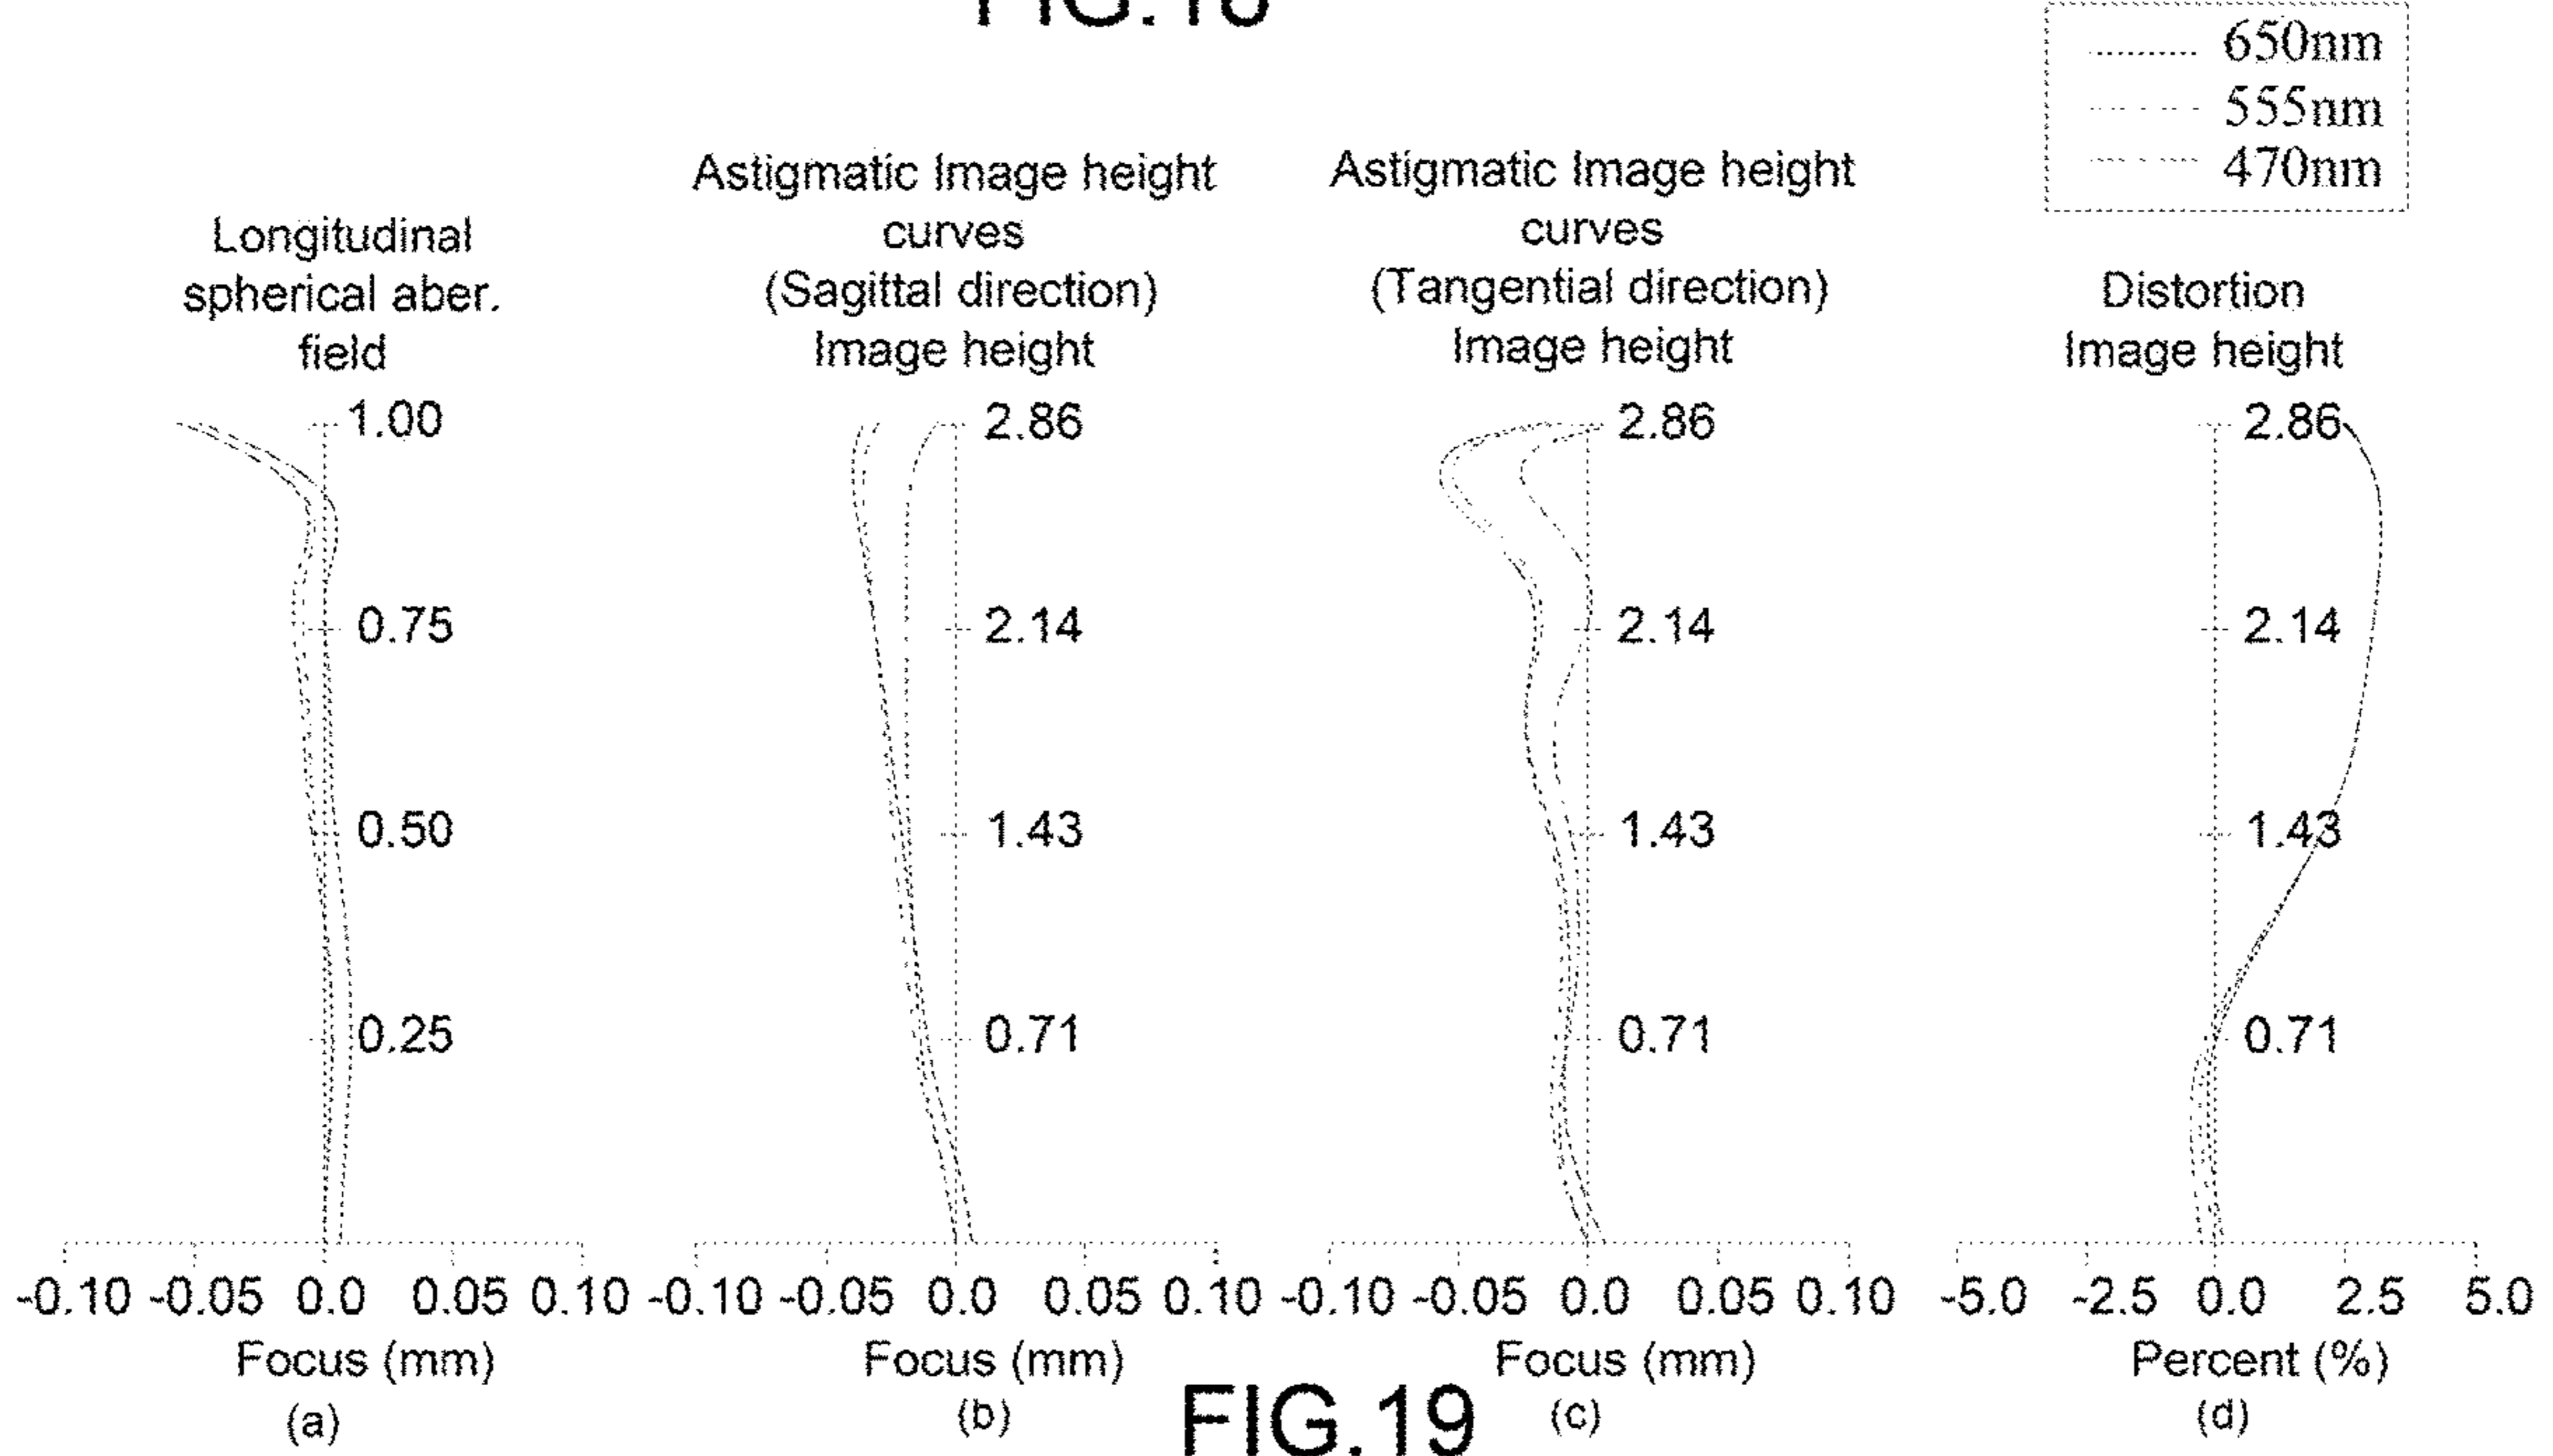 FIG.18
650nm
555nm
470nm
Longitudinal
spherical aber.
field
1.00
0.75
0.50
0.25
-0.10 -0.05 0.0 0.05 0.10
Focus (mm)
(a)
Astigmatic Image height
curves
(Sagittal direction)
Image height
2.86
2.14
1.43
0.71
-0.10 -0.05 0.0 0.05 0.10
Focus (mm)
(b)
Astigmatic Image height
curves
(Tangential direction)
Image height
2.86
2.14
1.43
0.71
-0.10 -0.05 0.0 0.05 0.10
Focus (mm)
(c)
Distortion
Image height
2.86
2.14
1.43
0.71
-5.0 -2.5 0.0 2.5 5.0
Percent (%)
(d)
FIG.19